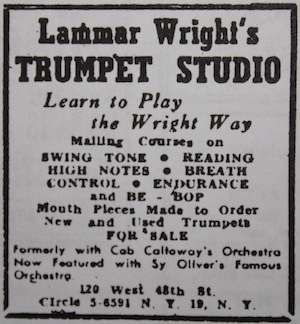 Lammar Wright's
TRUMPET STUDIO
Learn to Play
the Wright Way
Mailing Courses on
SWING TONE • READING
HIGH NOTES • BREATH
CONTROL • ENDURANCE
and BE - BOP
Mouth Pieces Made to Order
New and Used Trumpets
FOR SALE
Formerly with Cab Calloway's Orchestra
Now Featured with Sy Oliver's Famous
Orchestra.
120 West 48th St.
CIrcle 5-6591 N. Y. 19, N. Y.